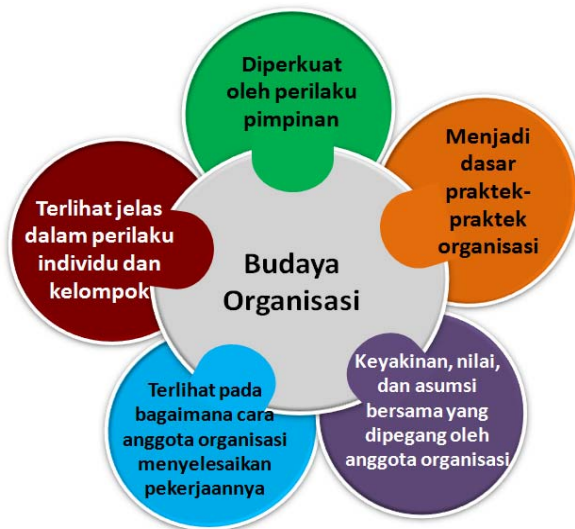 Diperkuat
oleh perilaku
pimpinan
Menjadi
dasar
praktek-
praktek
organisasi
Terlihat jelas
dalam perilaku
individu dan
kelompok
Budaya
Organisasi
Keyakinan, nilai,
dan asumsi
bersama yang
dipegang oleh
anggota organisasi
Terlihat pada
bagaimana cara
anggota organisasi
menyelesaikan
pekerjaannya